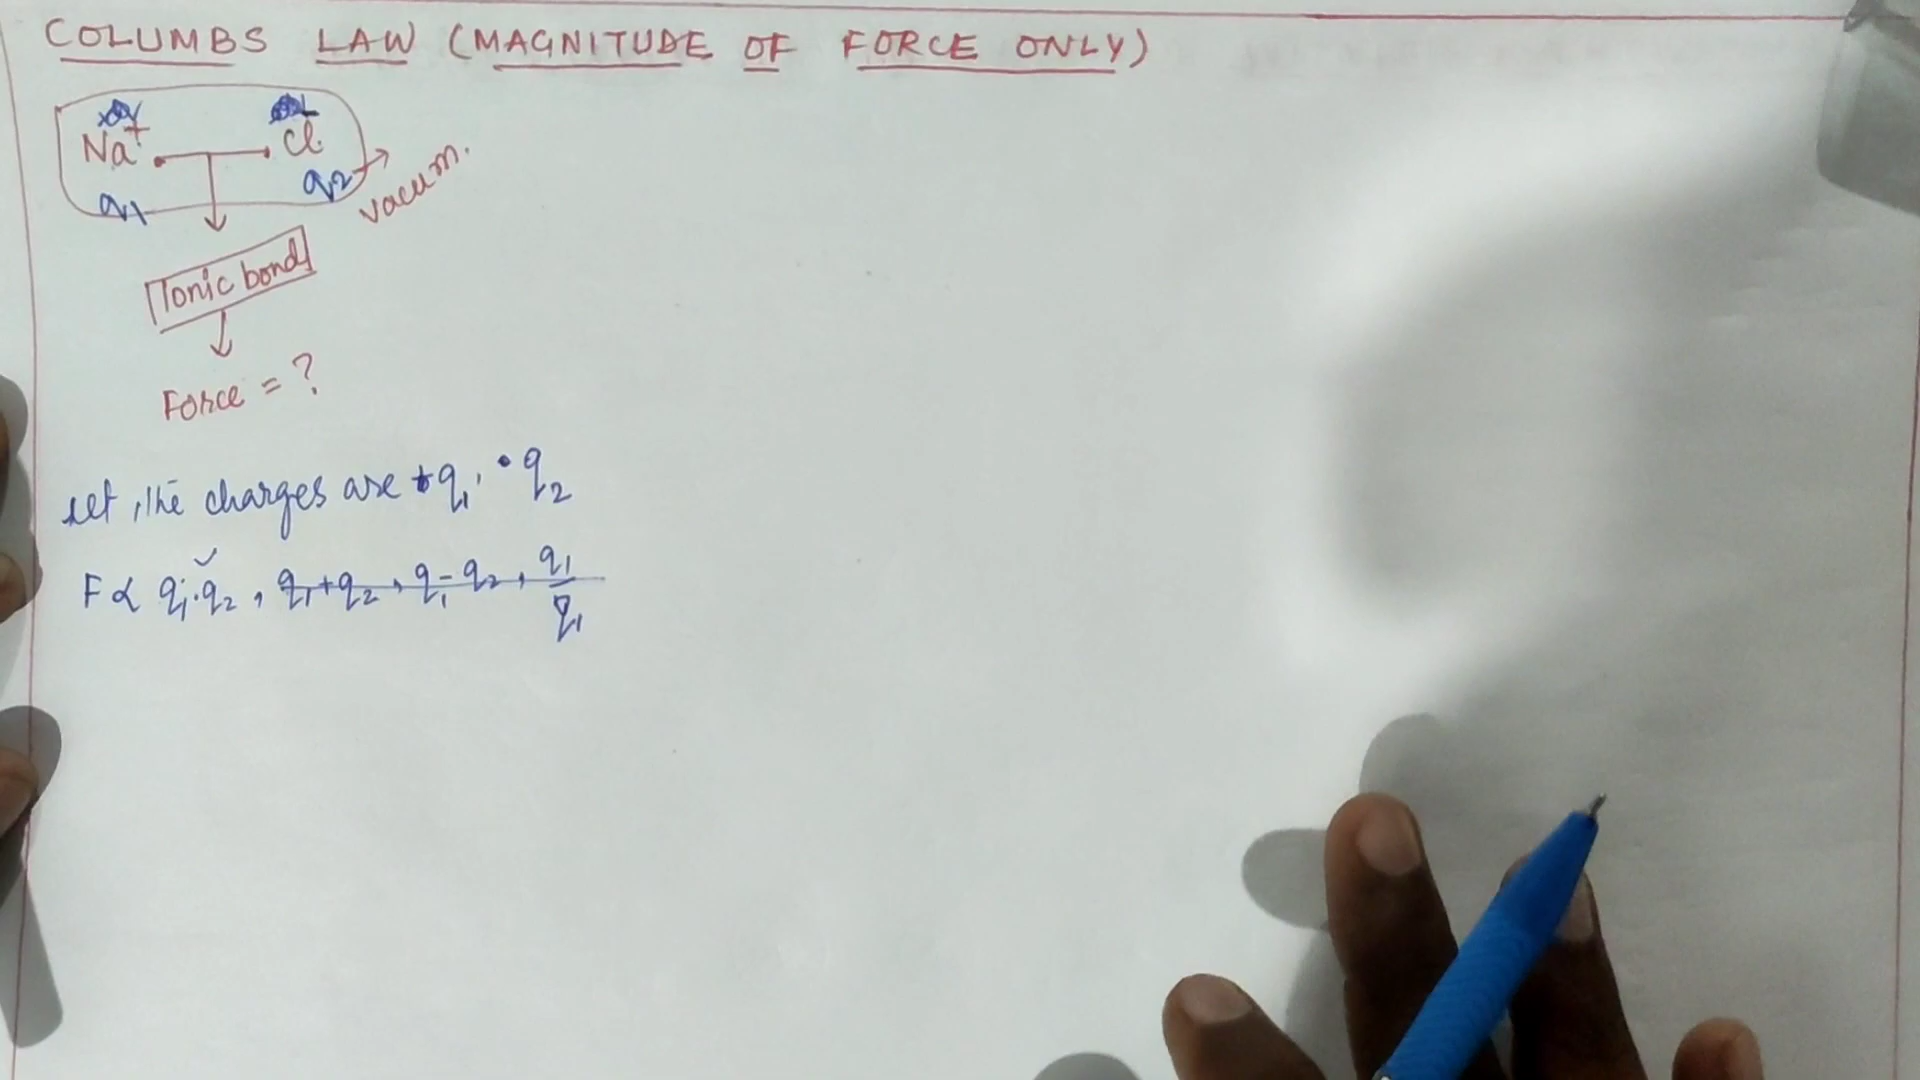 COLUMBS LAW (MAGNITUDE OF FORCE ONLY)
Na⁺ Cl
q1 q2
vacum.
Ionic bond
Force = ?
let, the charges are +q₁ . q₂
F ∝ q₁.q₂ , q₁+q₂ , q₁-q₂ , q₁/q₁